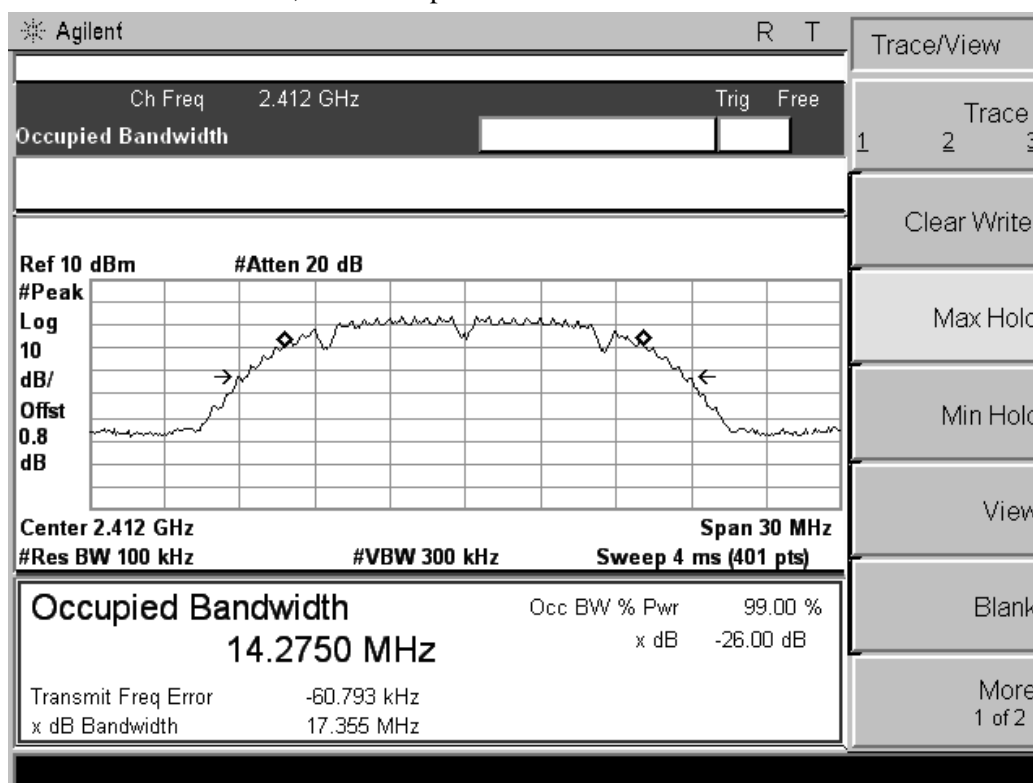 Agilent R T Trace/View
Ch Freq 2.412 GHz Trig Free
Occupied Bandwidth
Trace
1 2 3
Clear Write
Ref 10 dBm #Atten 20 dB
#Peak
Log
10
dB/
Offst
0.8
dB
Max Hold
Min Hold
Center 2.412 GHz Span 30 MHz
#Res BW 100 kHz #VBW 300 kHz Sweep 4 ms (401 pts)
View
Occupied Bandwidth
14.2750 MHz
Occ BW % Pwr 99.00 %
x dB -26.00 dB
Transmit Freq Error -60.793 kHz
x dB Bandwidth 17.355 MHz
Blank
More
1 of 2